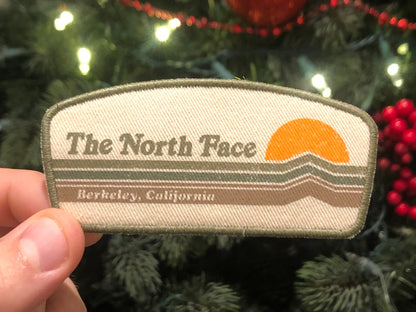 The North Face
Berkeley, California